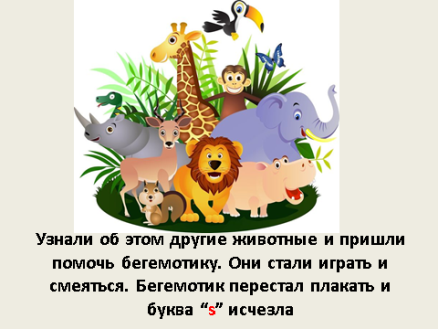 Узнали об этом другие животные и пришли
помочь бегемотику. Они стали играть и
смеяться. Бегемотик перестал плакать и
буква “s” исчезла